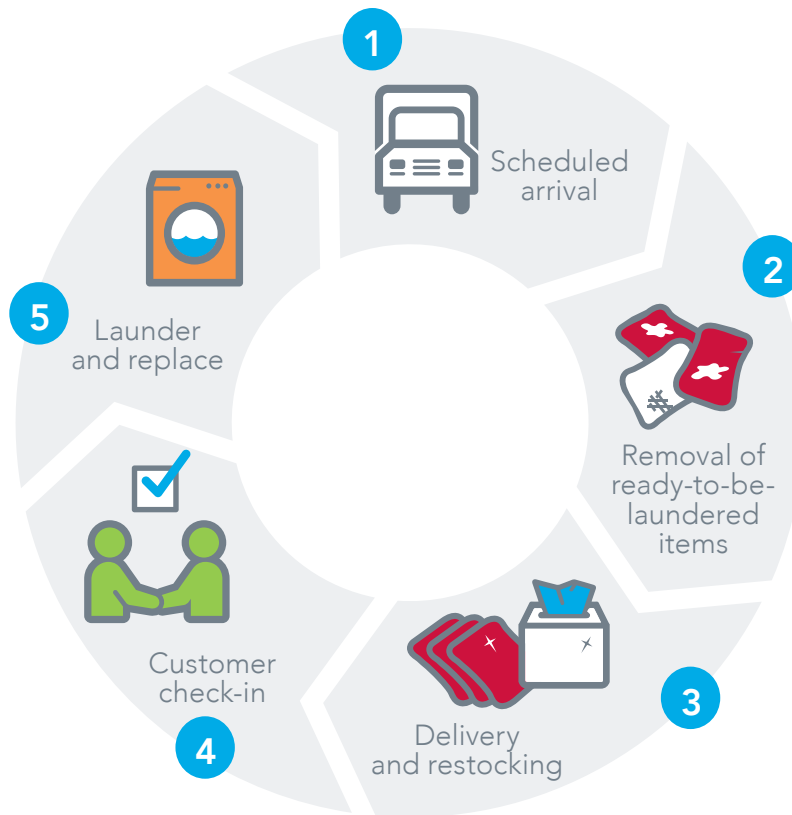 1
Scheduled
arrival
2
Removal of
ready-to-be-
laundered
items
3
Delivery
and restocking
4
Customer
check-in
5
Launder
and replace